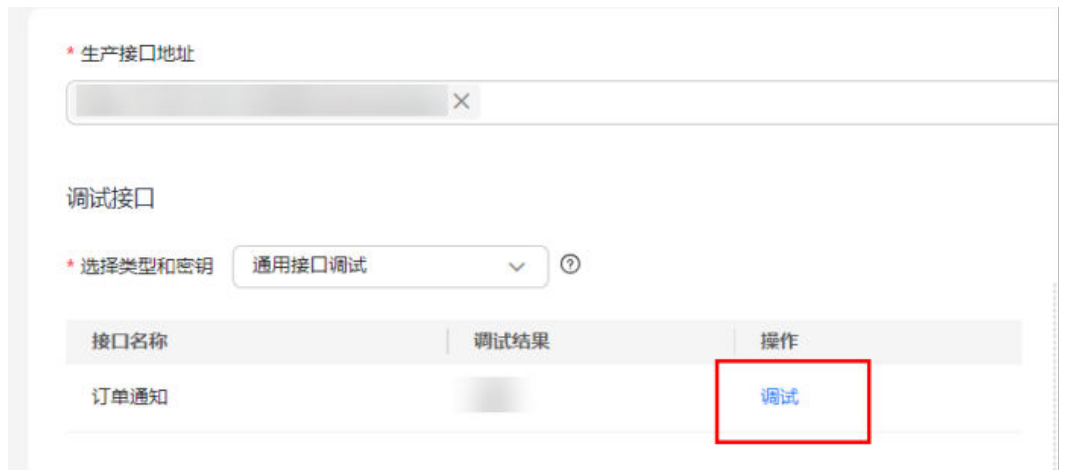 * 生产接口地址
调试接口
* 选择类型和密钥 通用接口调试
接口名称 调试结果 操作
订单通知 调试